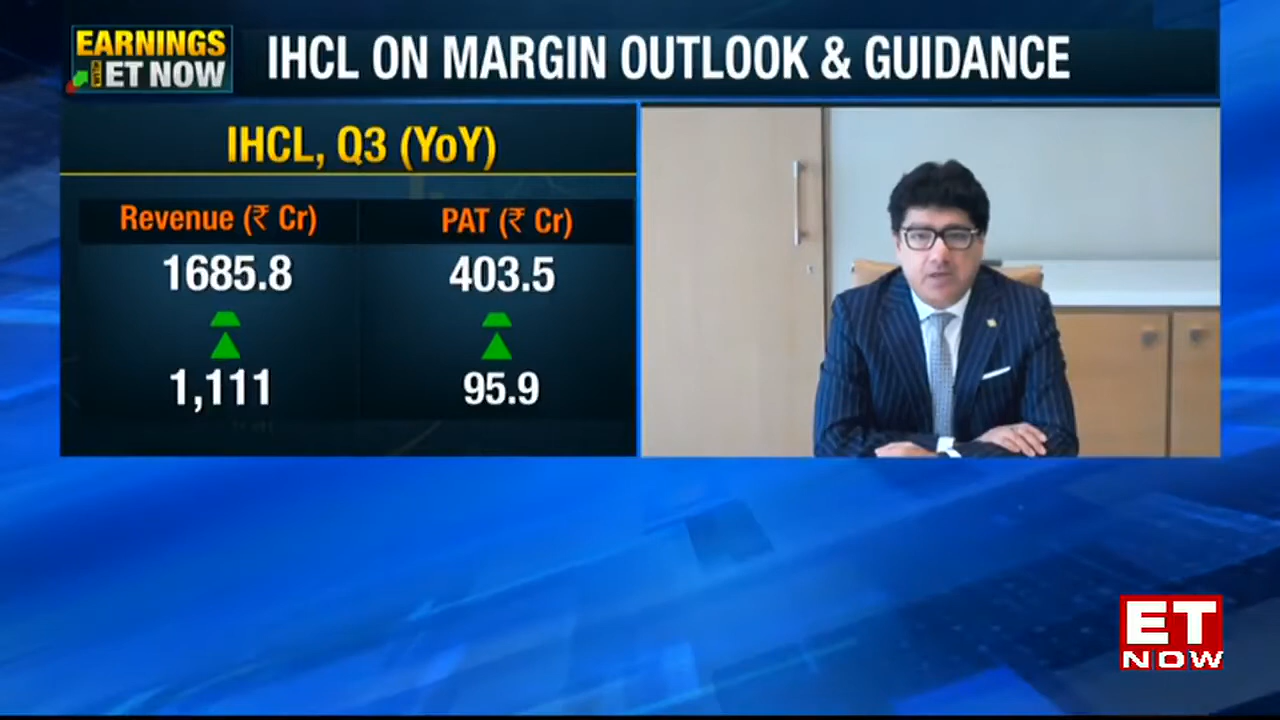 EARNINGS
WITH
ET NOW
IHCL ON MARGIN OUTLOOK & GUIDANCE
IHCL, Q3 (YoY)
Revenue (₹ Cr)
PAT (₹ Cr)
1685.8
403.5
1,111
95.9
ET
NOW